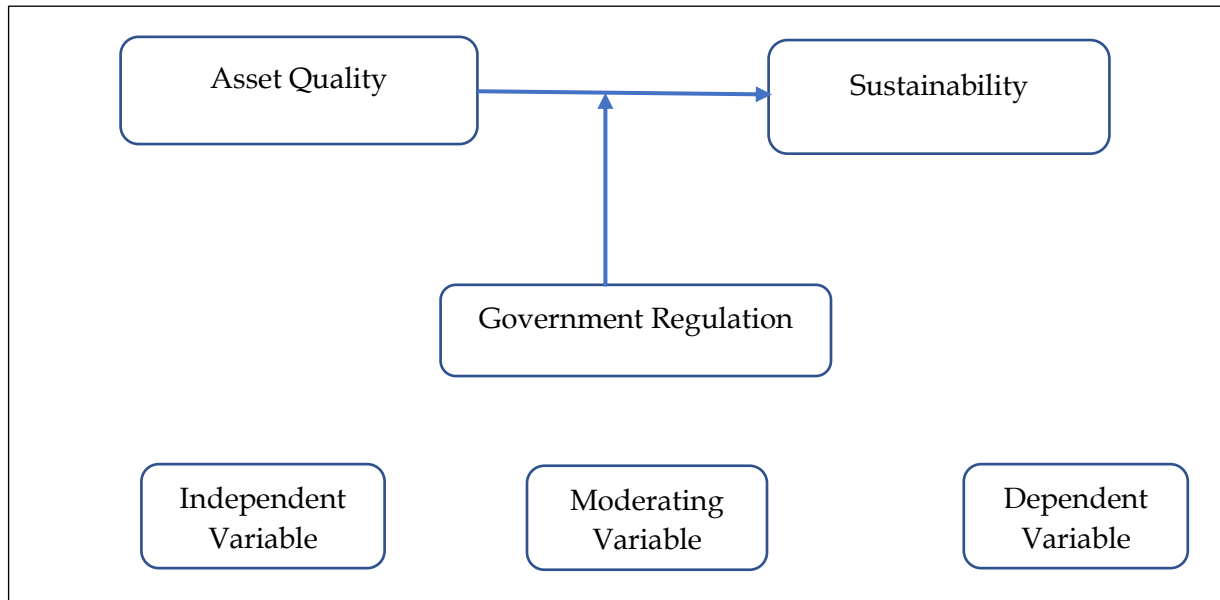 Asset Quality
Sustainability
Government Regulation
Independent
Variable
Moderating
Variable
Dependent
Variable